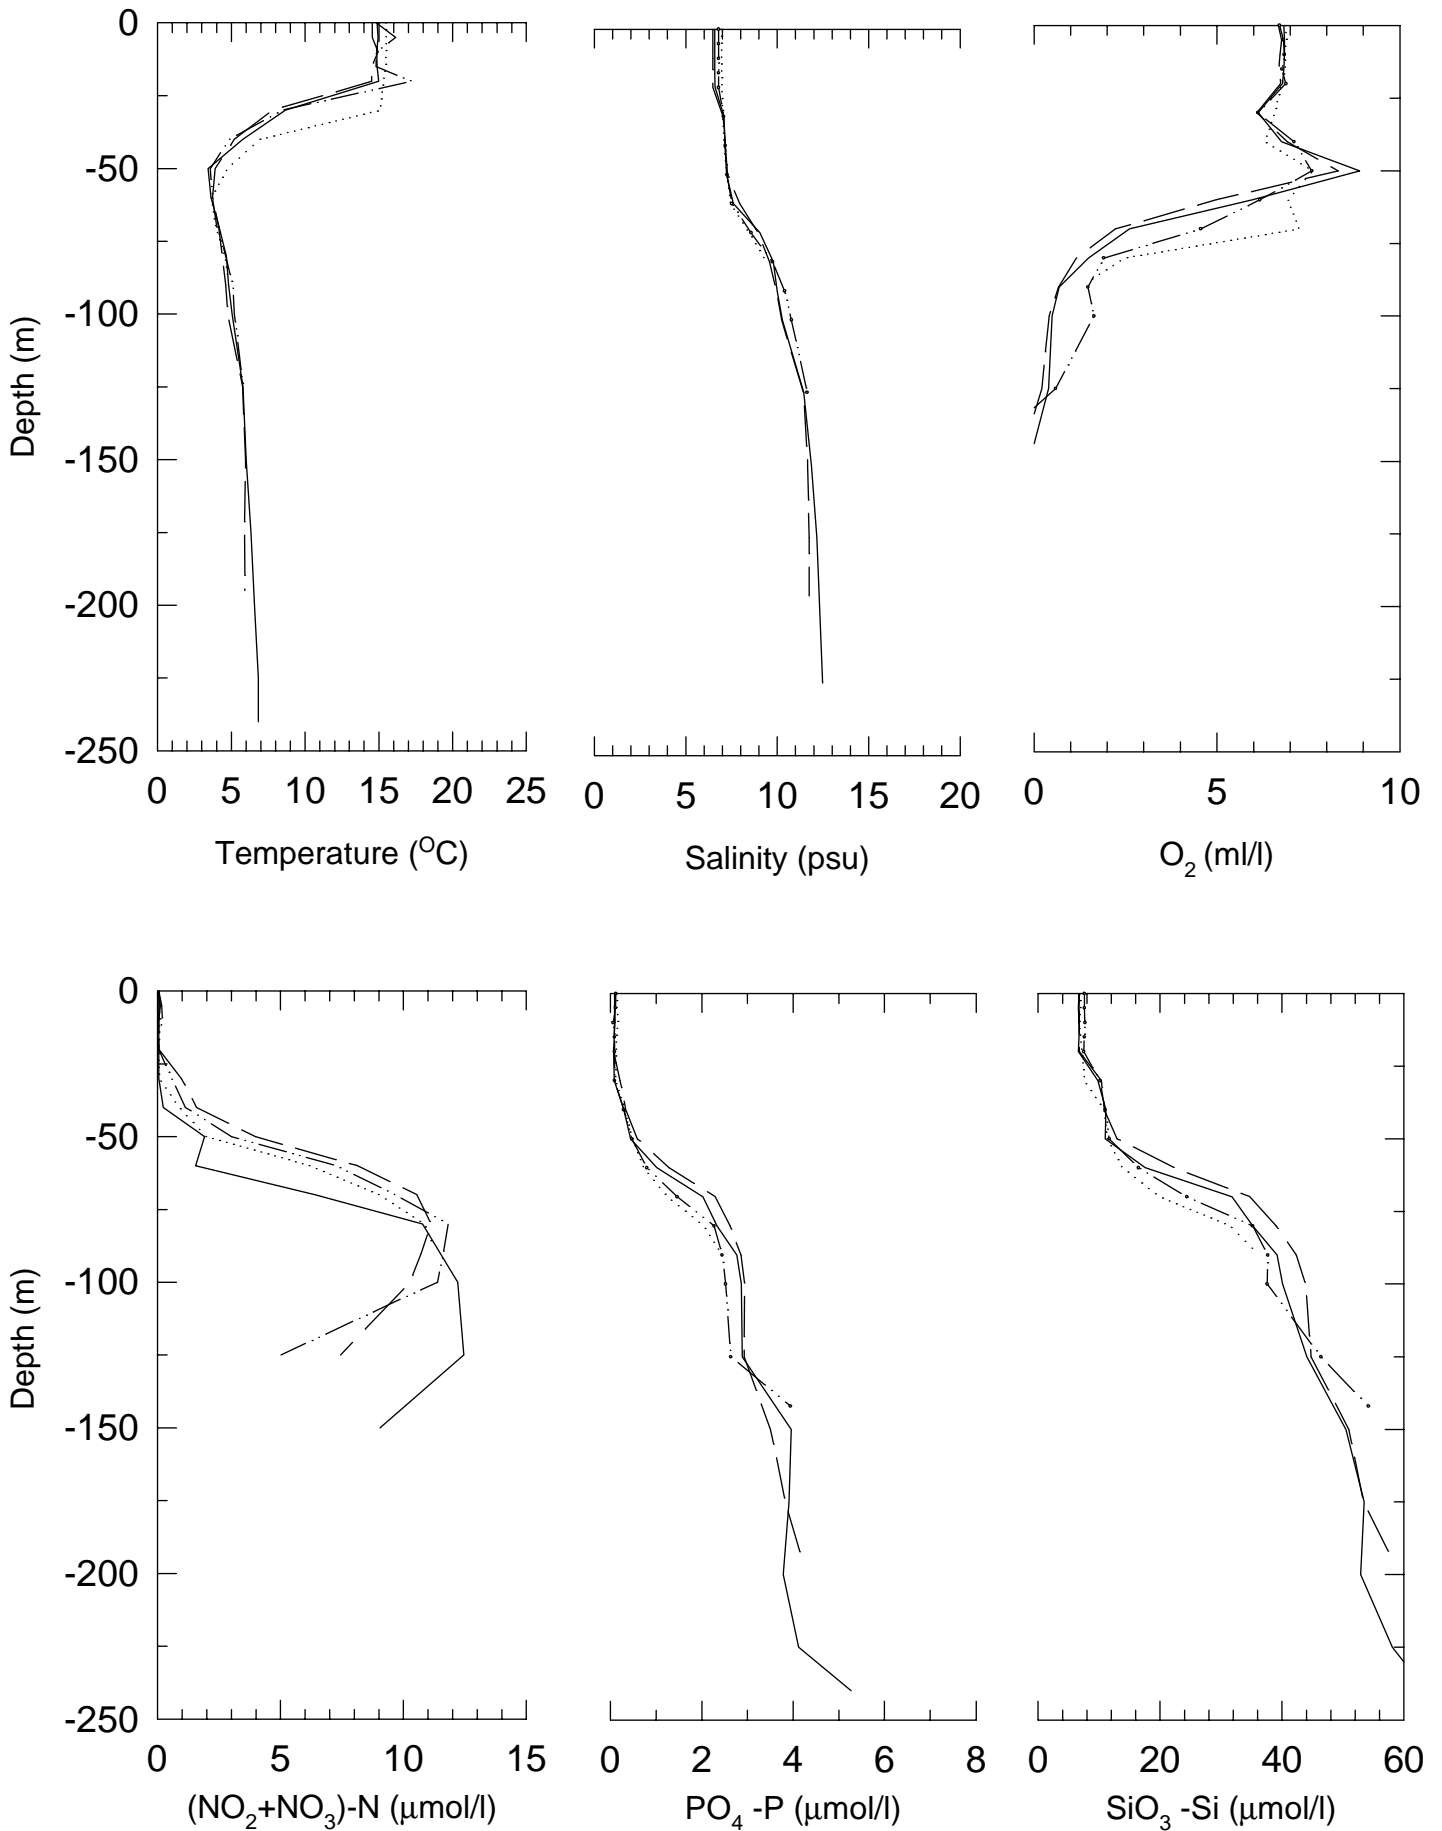 0
-50
-100
-150
-200
-250
Depth (m)
0 5 10 15 20 25
Temperature (°C)
0 5 10 15 20
Salinity (psu)
0 5 10
O₂ (ml/l)
0
-50
-100
-150
-200
-250
Depth (m)
0 5 10 15
(NO₂+NO₃)-N (μmol/l)
0 2 4 6 8
PO₄ -P (μmol/l)
0 20 40 60
SiO₃ -Si (μmol/l)